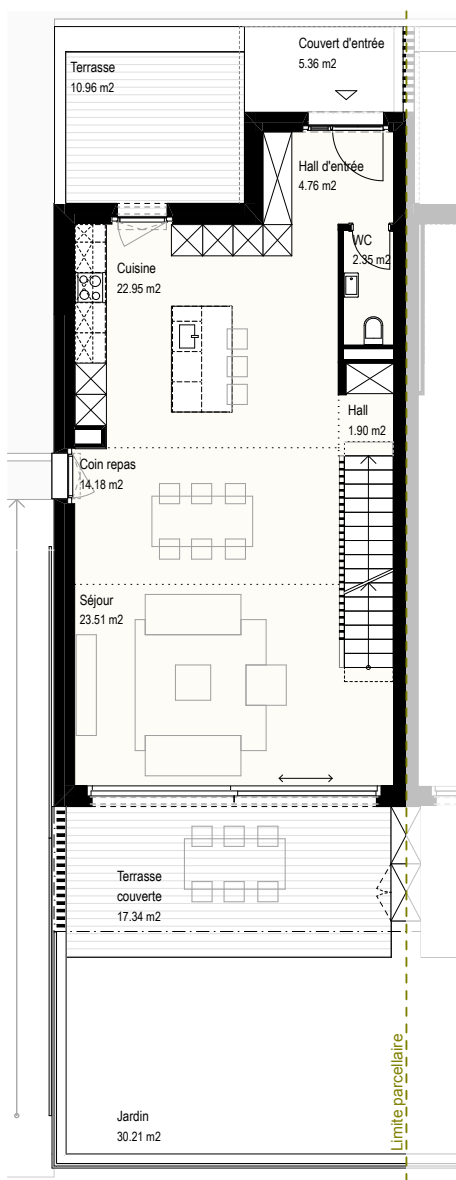 Couvert d'entrée
5.36 m2
Terrasse
10.96 m2
Hall d'entrée
4.76 m2
WC
2.35 m2
Cuisine
22.95 m2
Hall
1.90 m2
Coin repas
14.18 m2
Séjour
23.51 m2
Terrasse
couverte
17.34 m2
Limite parcellaire
Jardin
30.21 m2